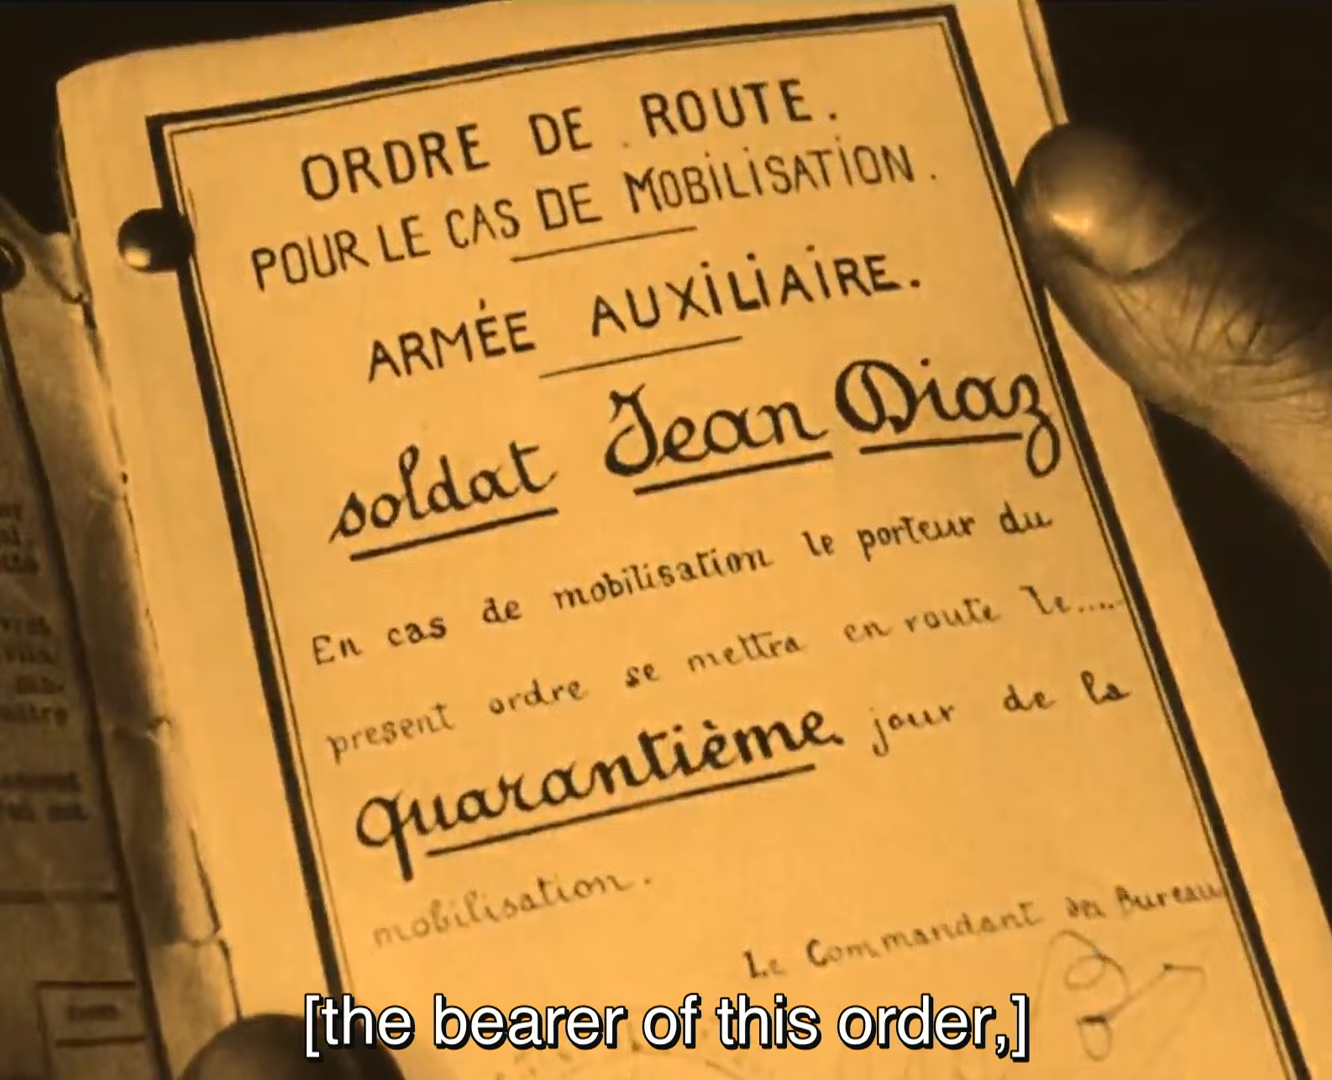 ORDRE DE ROUTE.
POUR LE CAS DE MOBILISATION.
ARMÉE AUXILIAIRE.
soldat Jean Diaz
En cas de mobilisation le porteur du
present ordre se mettra en route le.....
quarantième jour de la
mobilisation.
Le Commandant du Bureau
[the bearer of this order,]